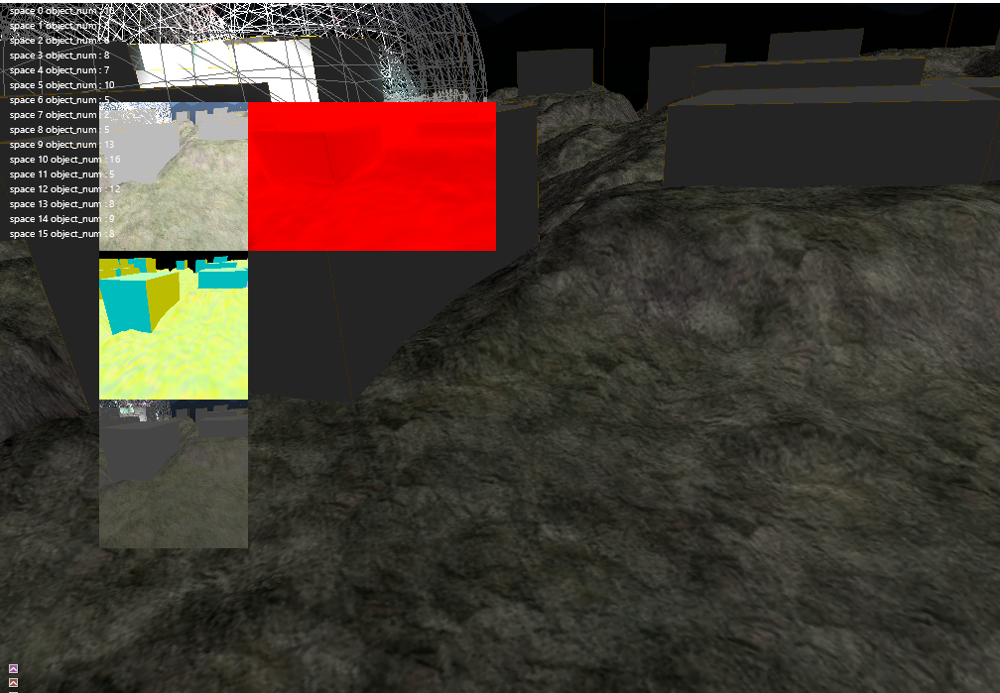 space 0 object_num : 16
space 1 object_num : 8
space 2 object_num : 8
space 3 object_num : 8
space 4 object_num : 7
space 5 object_num : 10
space 6 object_num : 5
space 7 object_num : 2
space 8 object_num : 5
space 9 object_num : 13
space 10 object_num : 16
space 11 object_num : 5
space 12 object_num : 12
space 13 object_num : 8
space 14 object_num : 9
space 15 object_num : 8